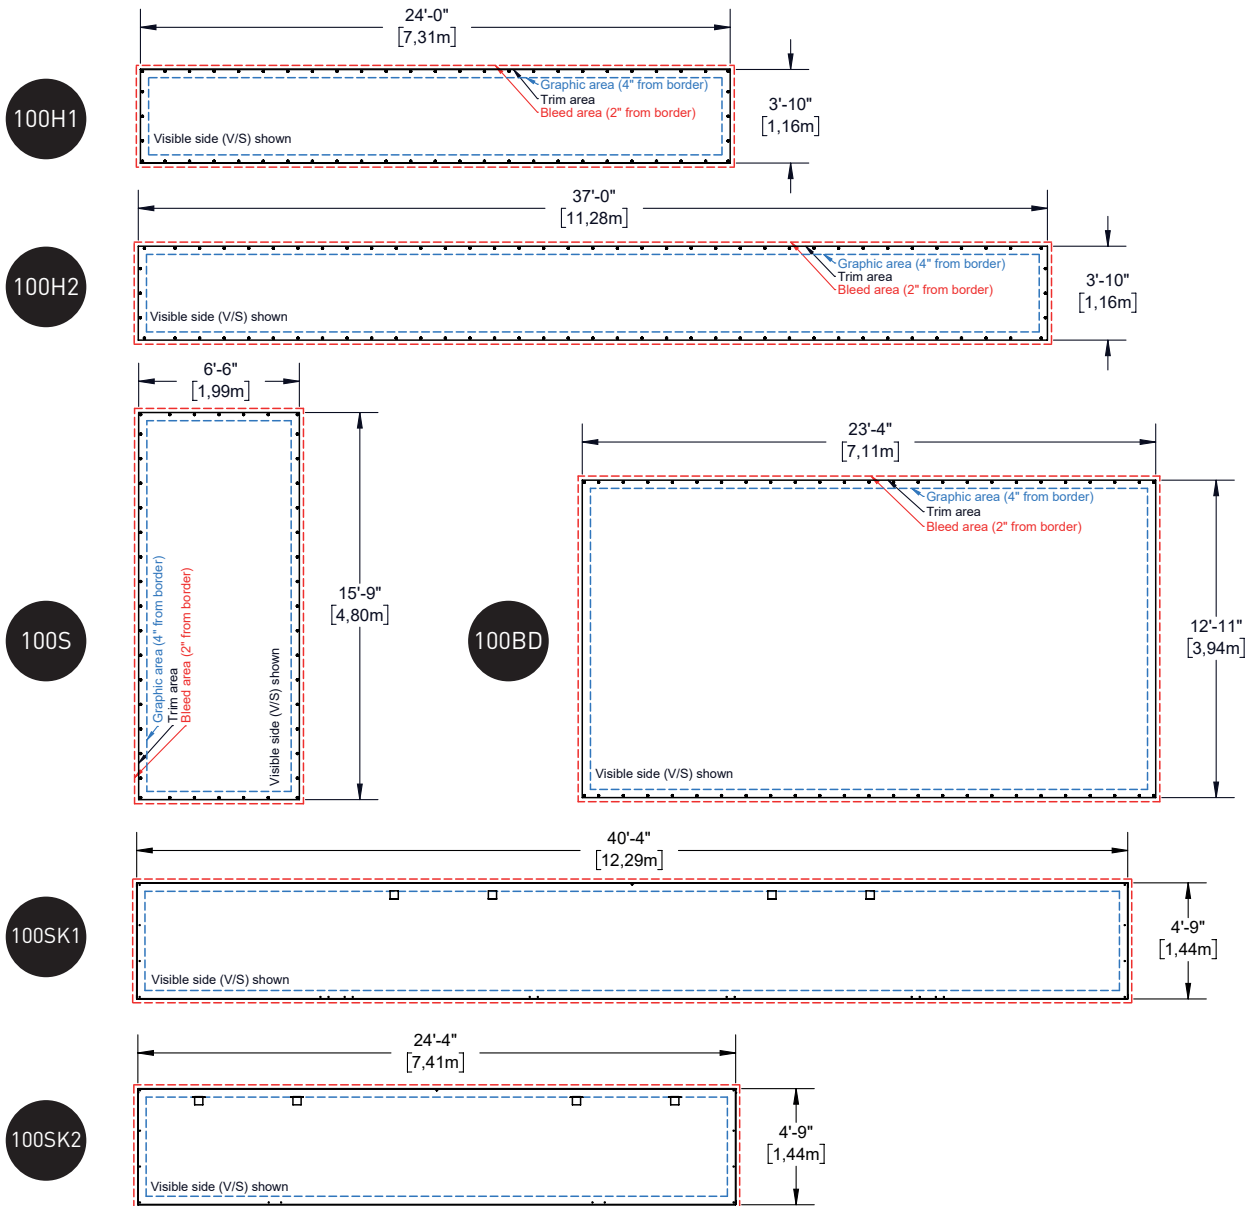 24'-0"
[7,31m]
100H1
Graphic area (4" from border)
Trim area
Bleed area (2" from border)
Visible side (V/S) shown
3'-10"
[1,16m]
37'-0"
[11,28m]
100H2
Graphic area (4" from border)
Trim area
Bleed area (2" from border)
Visible side (V/S) shown
3'-10"
[1,16m]
6'-6"
[1,99m]
100S
Graphic area (4" from border)
Trim area
Bleed area (2" from border)
Visible side (V/S) shown
15'-9"
[4,80m]
23'-4"
[7,11m]
100BD
Graphic area (4" from border)
Trim area
Bleed area (2" from border)
Visible side (V/S) shown
12'-11"
[3,94m]
40'-4"
[12,29m]
100SK1
Visible side (V/S) shown
4'-9"
[1,44m]
24'-4"
[7,41m]
100SK2
Visible side (V/S) shown
4'-9"
[1,44m]